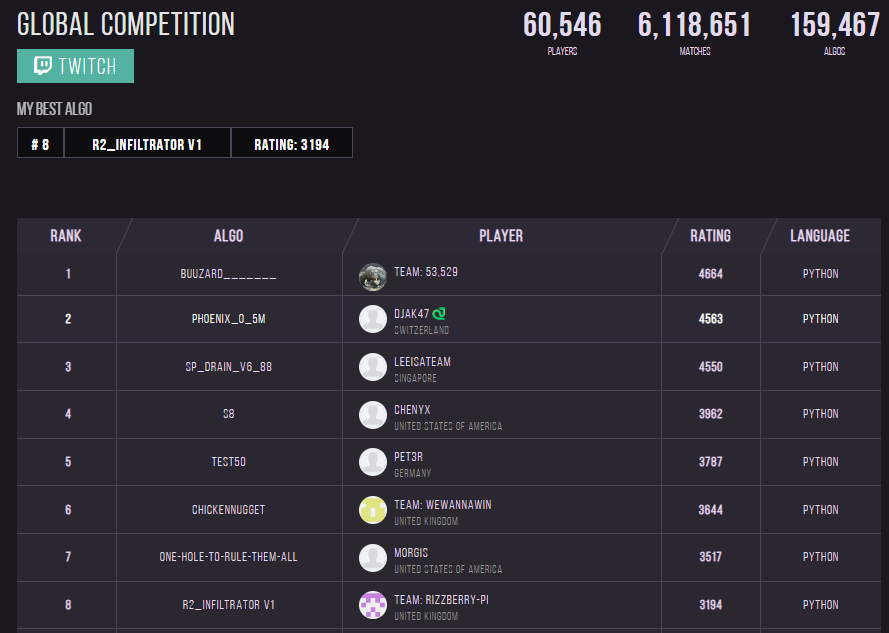 GLOBAL COMPETITION
60,546 6,118,651 159,467
PLAYERS MATCHES ALGOS
TWITCH
MY BEST ALGO
# 8 R2_INFILTRATOR V1 RATING: 3194
RANK ALGO PLAYER RATING LANGUAGE
1 BUUZARD_______ TEAM: 53,529 4664 PYTHON
2 PHOENIX_0_5M DJAK47 4563 PYTHON
SWITZERLAND
3 SP_DRAIN_V6_88 LEEISATEAM 4550 PYTHON
SINGAPORE
4 S8 CHENYX 3962 PYTHON
UNITED STATES OF AMERICA
5 TEST50 PET3R 3787 PYTHON
GERMANY
6 CHICKENNUGGET TEAM: WEWANNAWIN 3644 PYTHON
UNITED KINGDOM
7 ONE-HOLE-TO-RULE-THEM-ALL MORGIS 3517 PYTHON
UNITED STATES OF AMERICA
8 R2_INFILTRATOR V1 TEAM: RIZZBERRY-PI 3194 PYTHON
UNITED KINGDOM